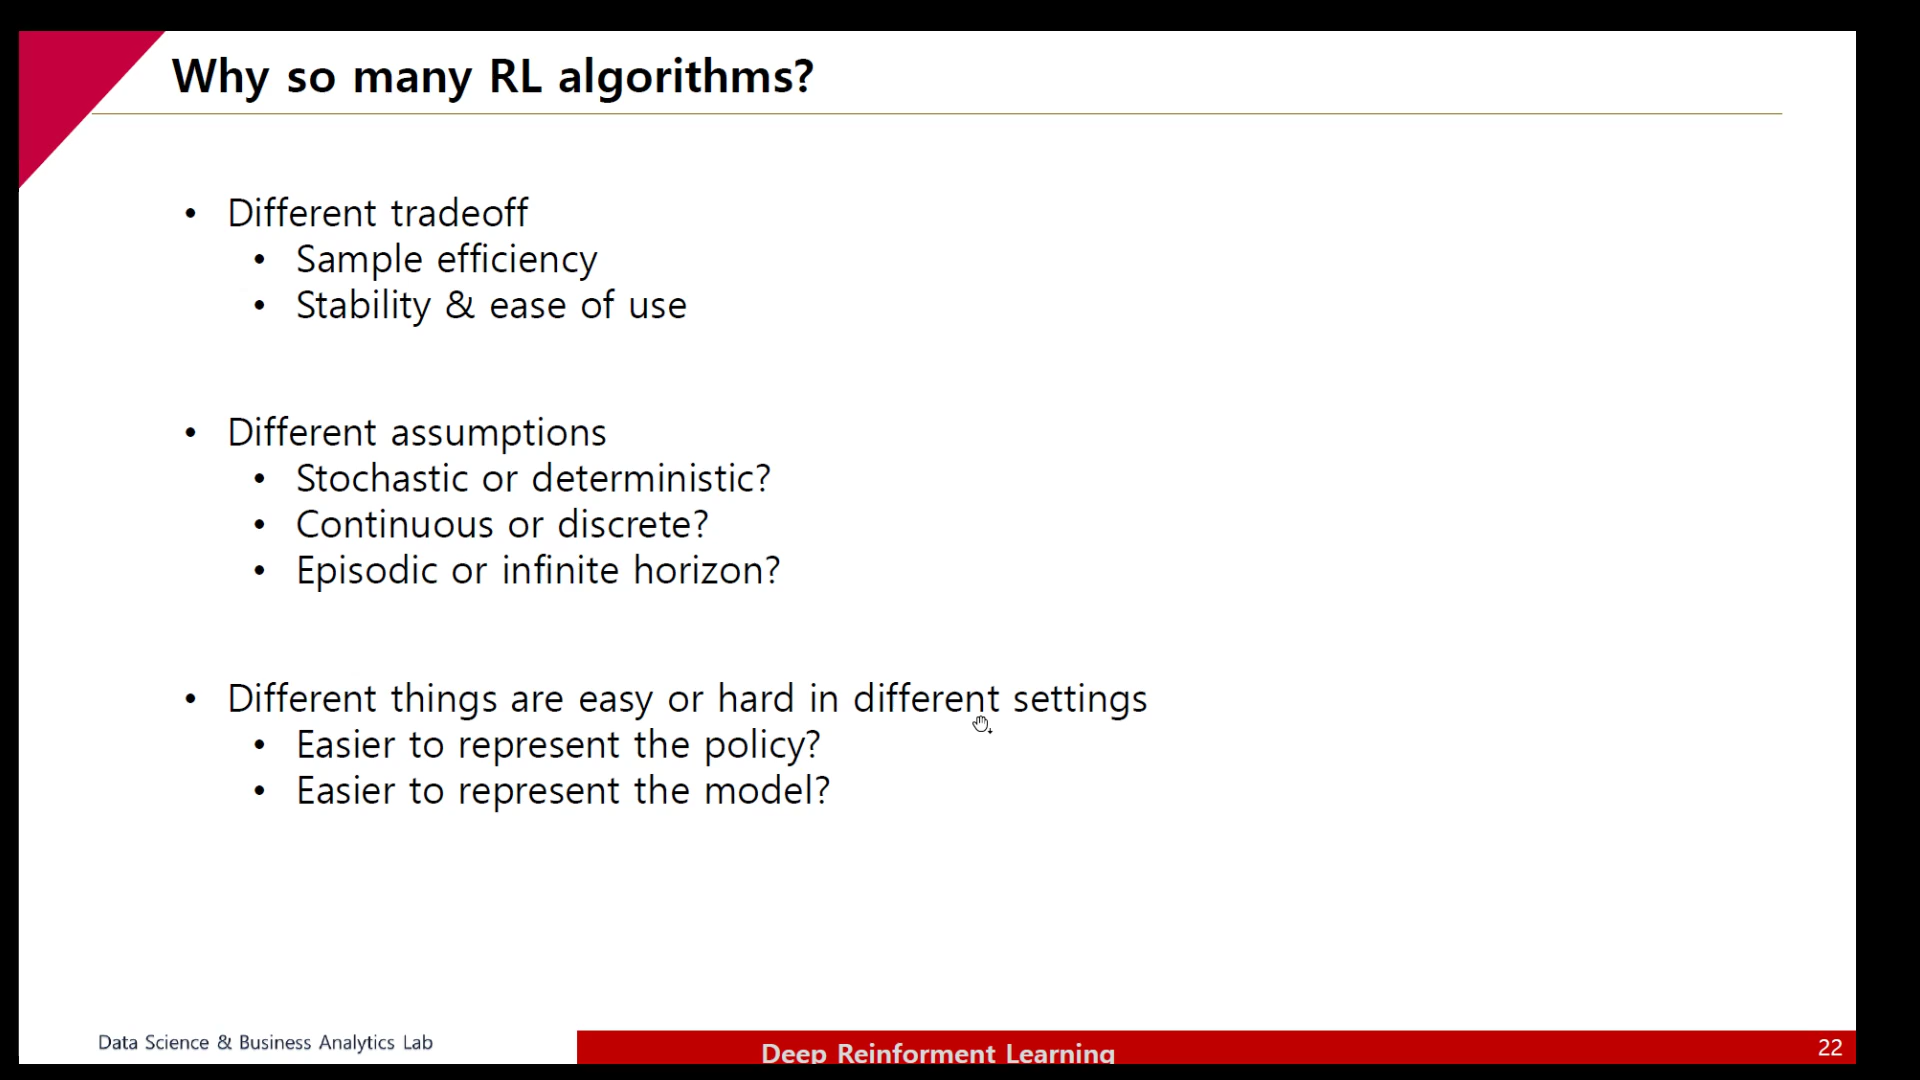 Why so many RL algorithms?
• Different tradeoff
• Sample efficiency
• Stability & ease of use
• Different assumptions
• Stochastic or deterministic?
• Continuous or discrete?
• Episodic or infinite horizon?
• Different things are easy or hard in different settings
• Easier to represent the policy?
• Easier to represent the model?
Data Science & Business Analytics Lab
Deep Reinforment Learning
22